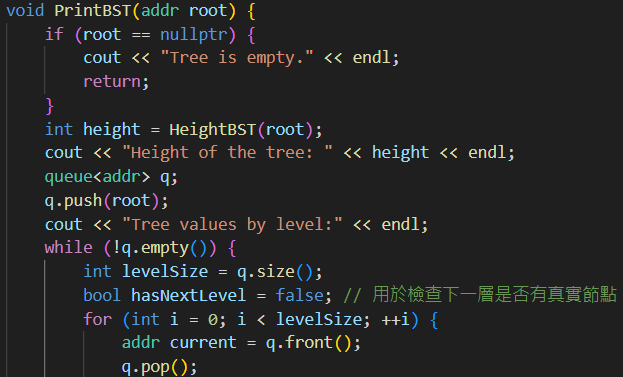 void PrintBST(addr root) {
    if (root == nullptr) {
        cout << "Tree is empty." << endl;
        return;
    }
    int height = HeightBST(root);
    cout << "Height of the tree: " << height << endl;
    queue<addr> q;
    q.push(root);
    cout << "Tree values by level:" << endl;
    while (!q.empty()) {
        int levelSize = q.size();
        bool hasNextLevel = false; // 用於檢查下一層是否有真實節點
        for (int i = 0; i < levelSize; ++i) {
            addr current = q.front();
            q.pop();